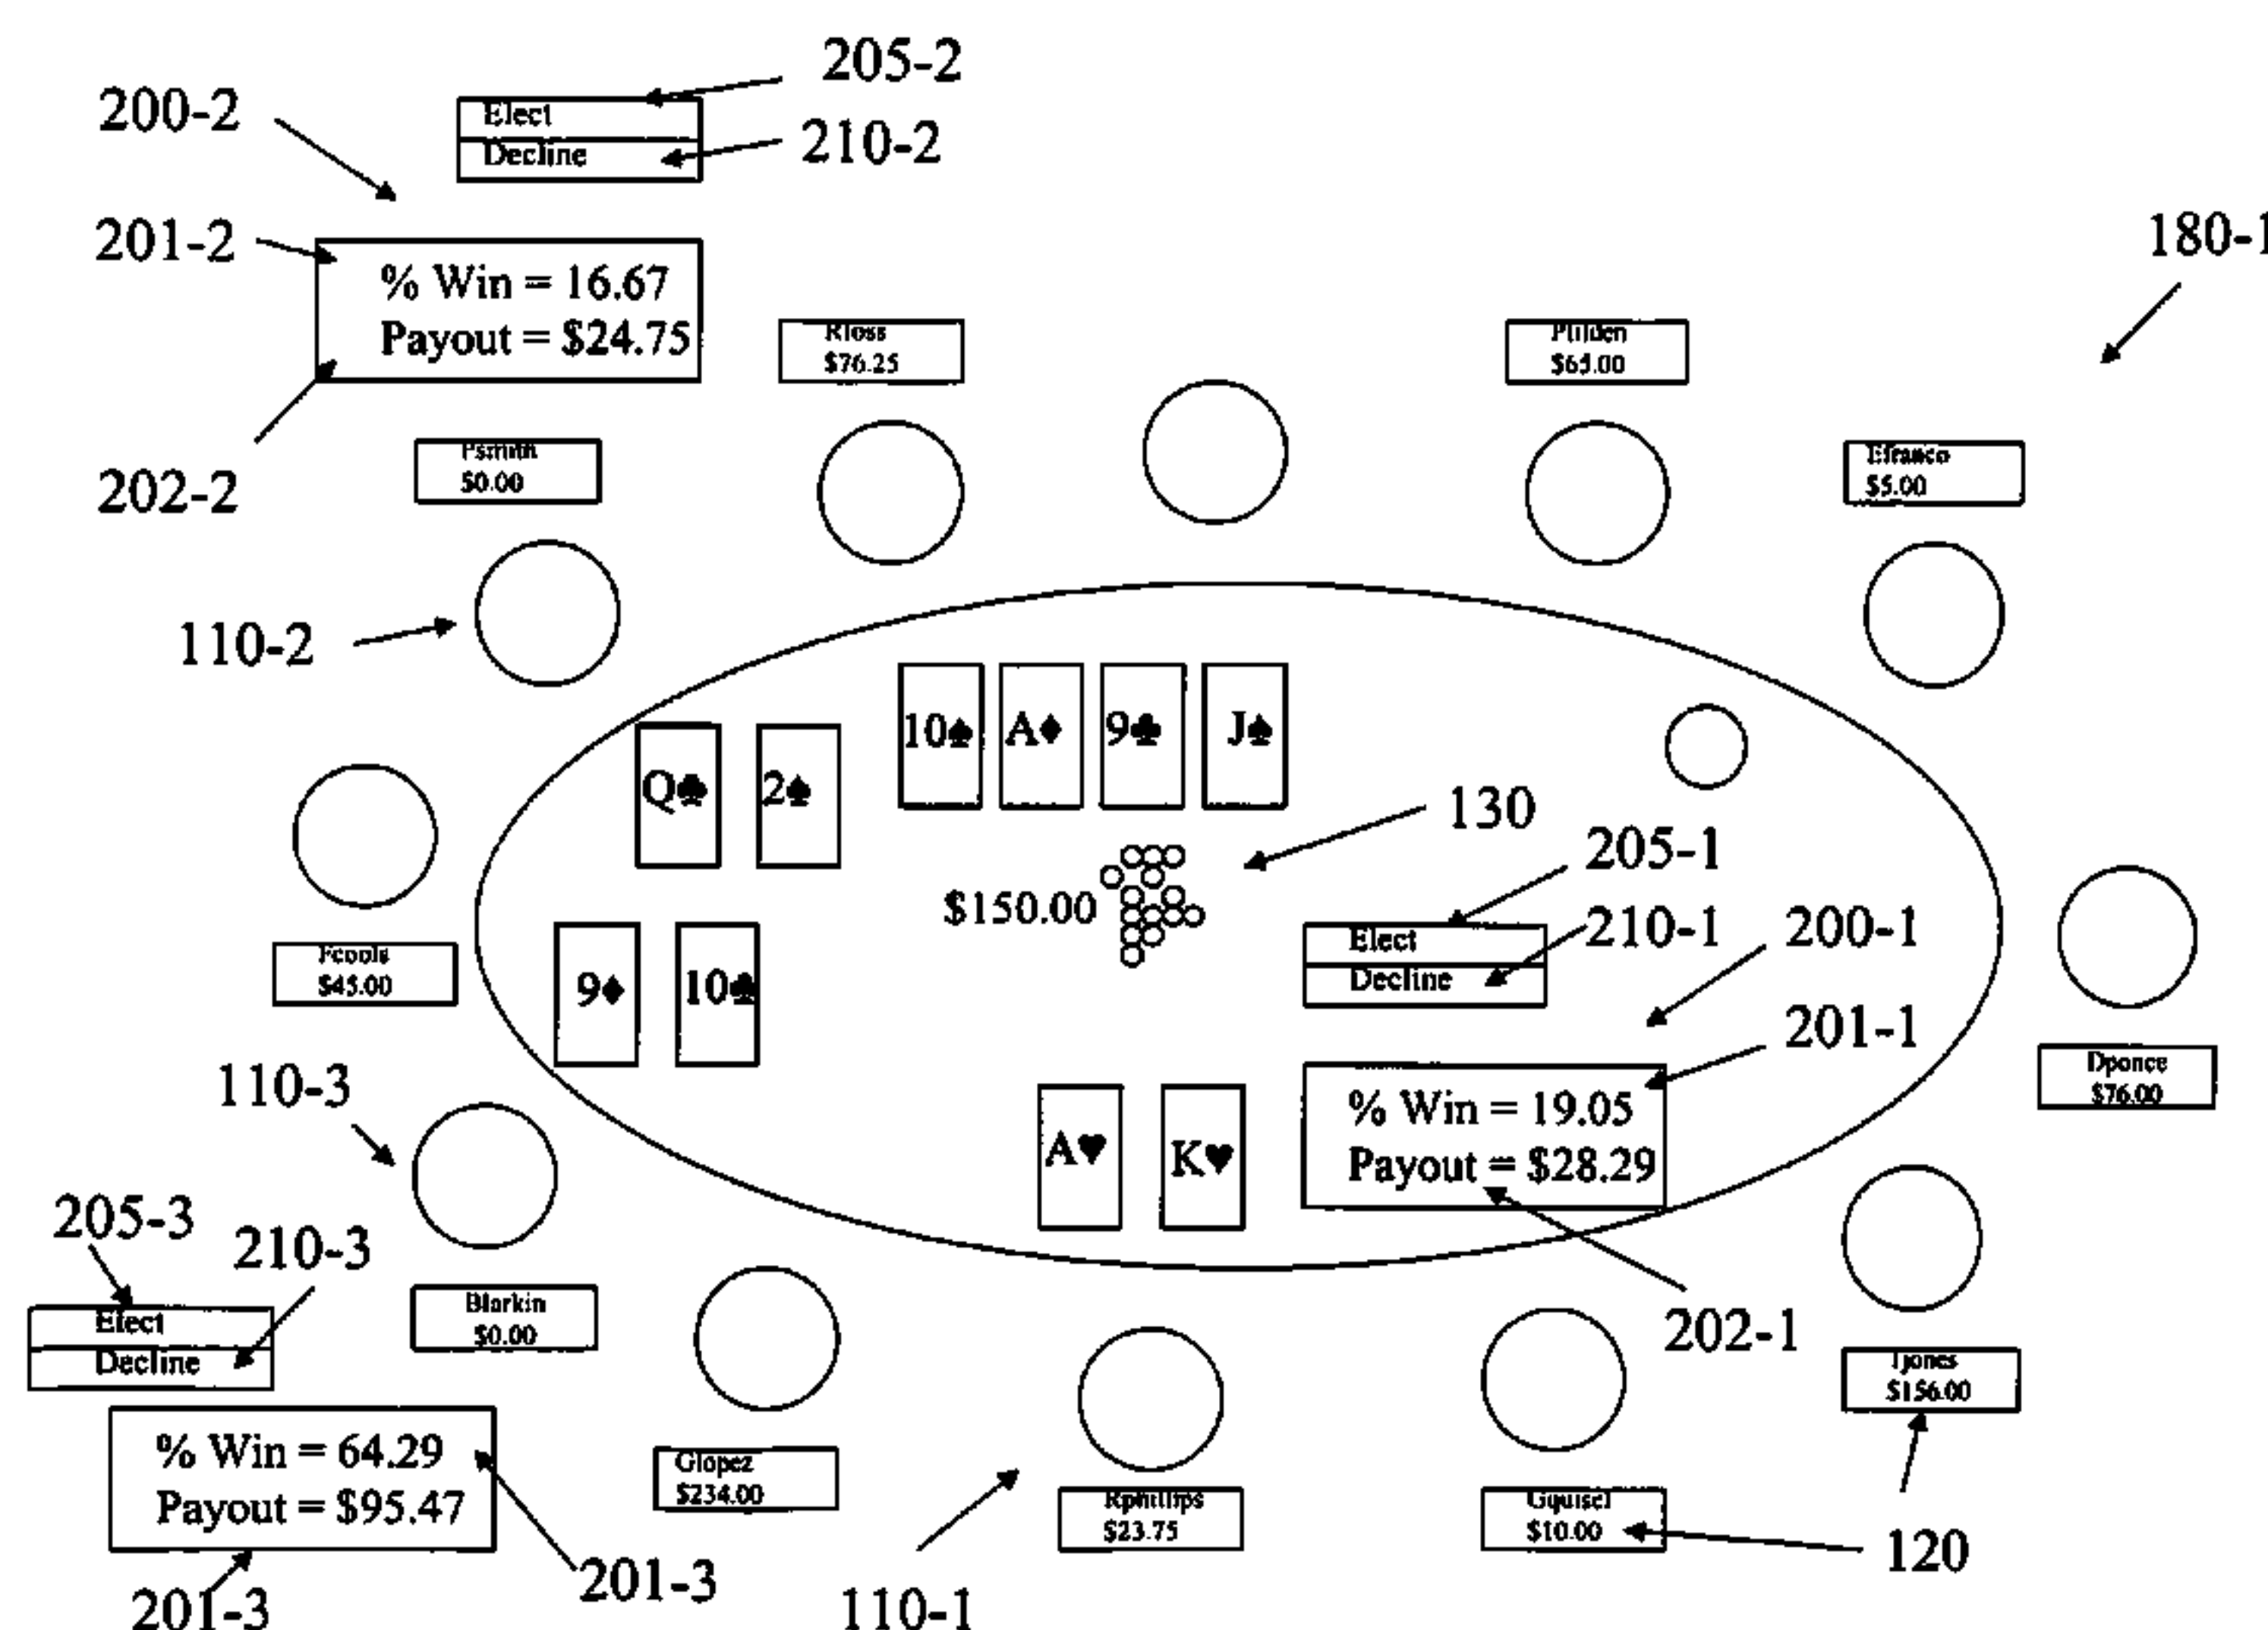 205-2
200-2
Elect
Decline
210-2
201-2
180-1
% Win = 16.67
Payout = $24.75
Rloss
$76.25
Ptilden
$65.00
202-2
Psmith
$0.00
Efranco
$5.00
110-2
10♠ A♦ 9♣ J♠
Q♣ 2♠
130
205-1
$150.00
Elect
Decline
210-1
200-1
Fcools
$45.00
9♦ 10♣
201-1
110-3
Dponce
$76.00
% Win = 19.05
Payout = $28.29
A♥ K♥
205-3
210-3
Elect
Decline
Blarkin
$0.00
202-1
Tjones
$156.00
% Win = 64.29
Payout = $95.47
Glopez
$234.00
Rphillips
$23.75
$10.00
120
201-3
201-3
110-1